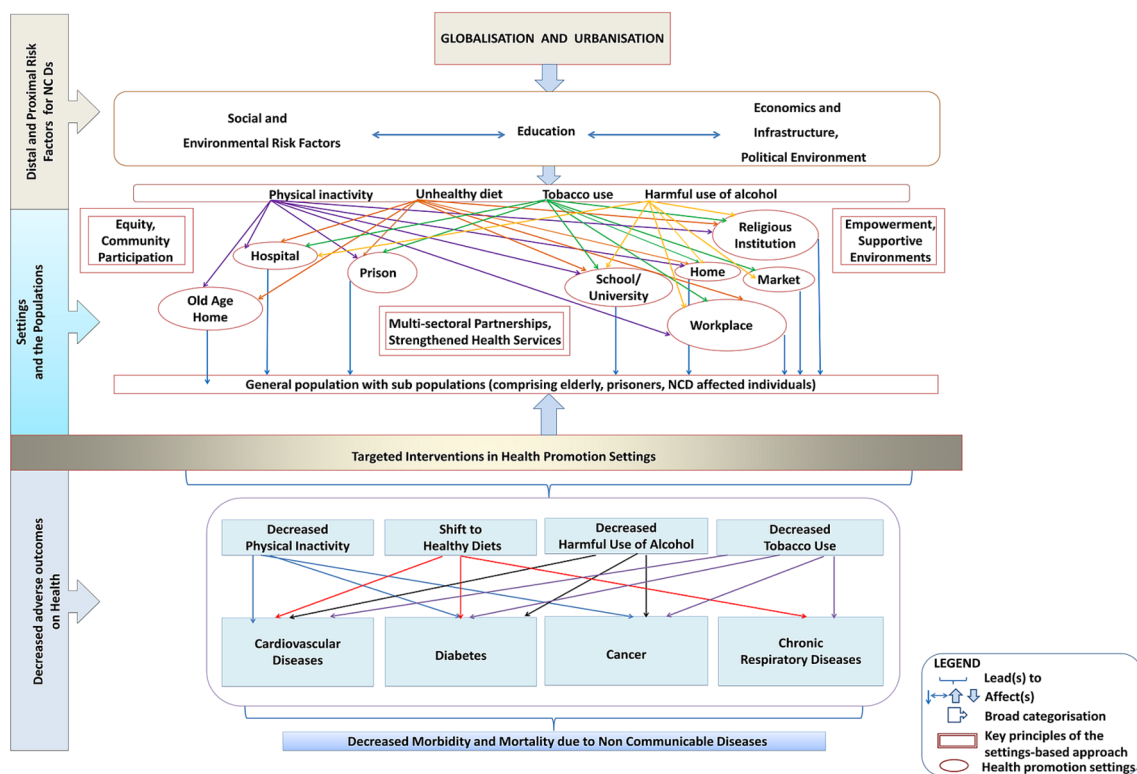 GLOBALISATION AND URBANISATION
Distal and Proximal Risk
Factors for NC Ds
Social and
Environmental Risk Factors
Education
Economics and
Infrastructure,
Political Environment
Physical inactivity
Unhealthy diet
Tobacco use
Harmful use of alcohol
Settings
and the Populations
Equity,
Community
Participation
Empowerment,
Supportive
Environments
Religious
Institution
Hospital
Prison
School/
University
Home
Market
Old Age
Home
Workplace
Multi-sectoral Partnerships,
Strengthened Health Services
General population with sub populations (comprising elderly, prisoners, NCD affected individuals)
Targeted Interventions in Health Promotion Settings
Decreased adverse outcomes
on Health
Decreased
Physical Inactivity
Shift to
Healthy Diets
Decreased
Harmful Use of Alcohol
Decreased
Tobacco Use
Cardiovascular
Diseases
Diabetes
Cancer
Chronic
Respiratory Diseases
Decreased Morbidity and Mortality due to Non Communicable Diseases
LEGEND
Lead(s) to
Affect(s)
Broad categorisation
Key principles of the
settings-based approach
Health promotion settings